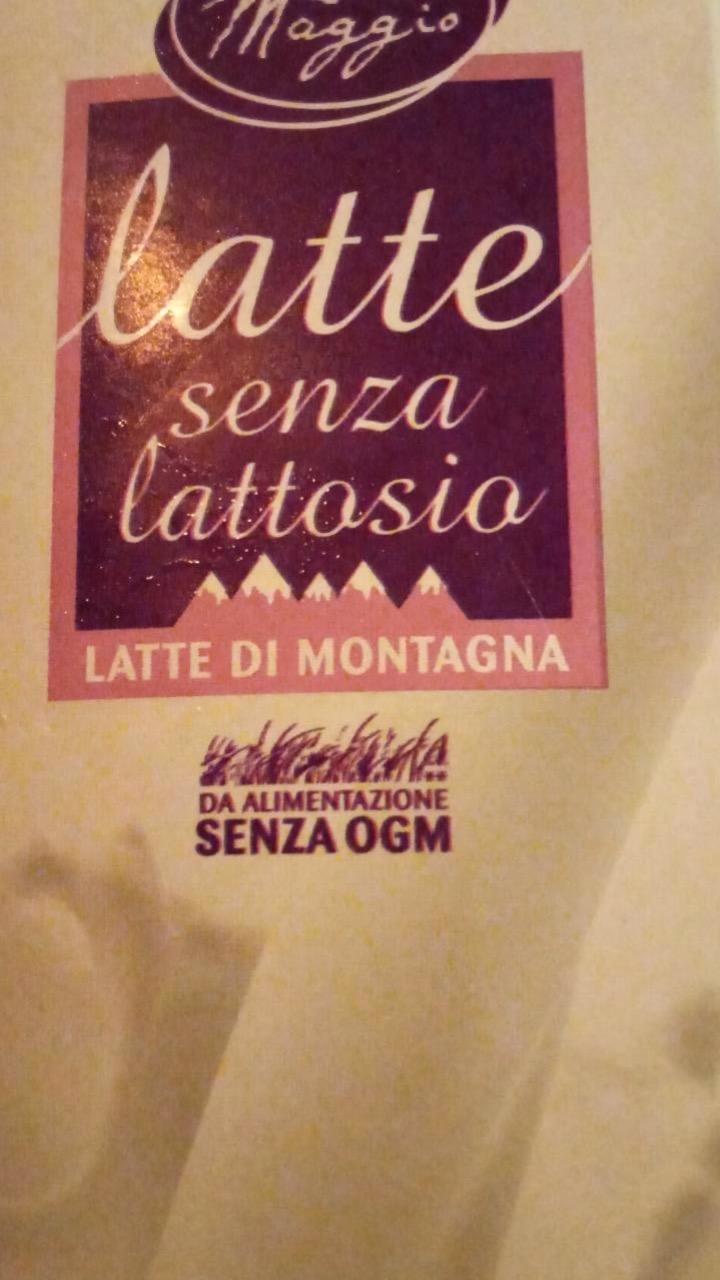 Maggio
latte
senza
lattosio
LATTE DI MONTAGNA
DA ALIMENTAZIONE
SENZA OGM